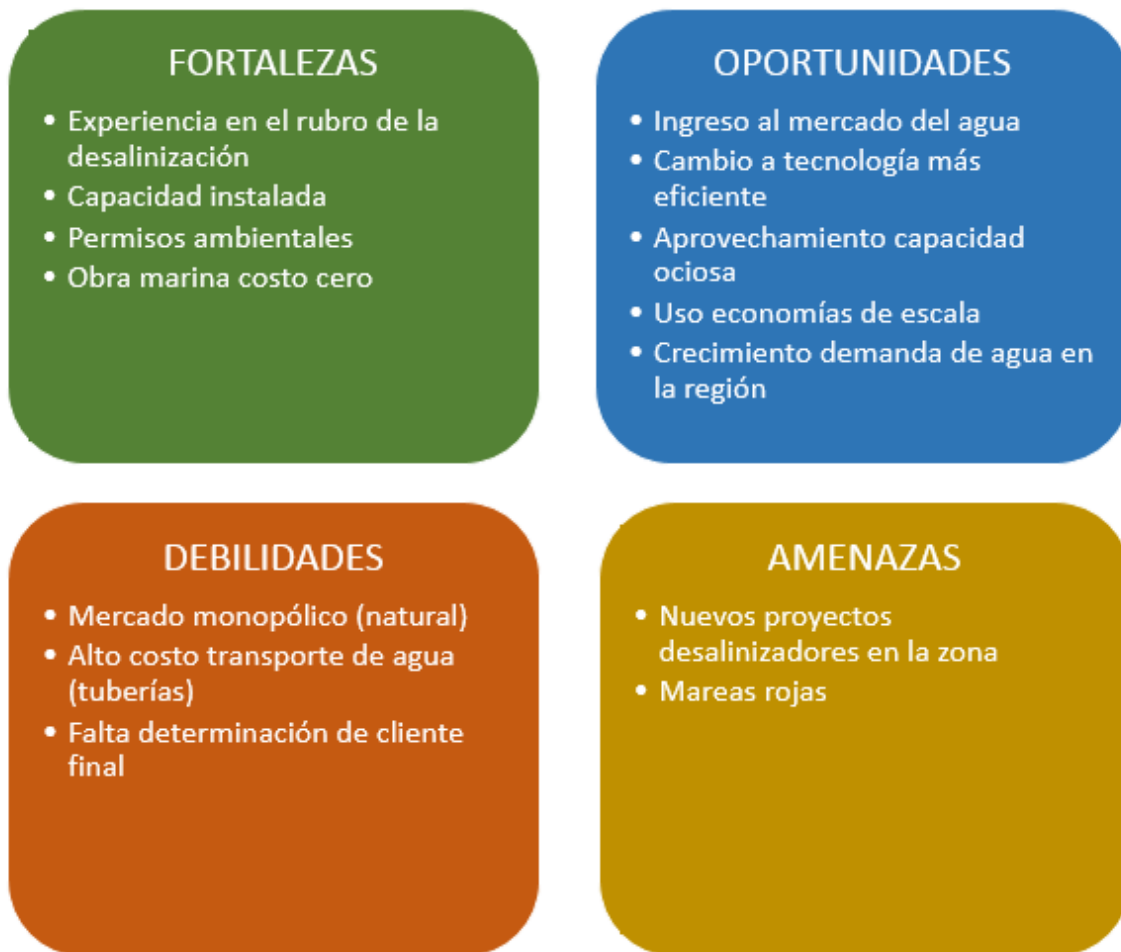 FORTALEZAS
• Experiencia en el rubro de la
desalinización
• Capacidad instalada
• Permisos ambientales
• Obra marina costo cero
OPORTUNIDADES
• Ingreso al mercado del agua
• Cambio a tecnología más
eficiente
• Aprovechamiento capacidad
ociosa
• Uso economías de escala
• Crecimiento demanda de agua en
la región
DEBILIDADES
• Mercado monopólico (natural)
• Alto costo transporte de agua
(tuberías)
• Falta determinación de cliente
final
AMENAZAS
• Nuevos proyectos
desalinizadores en la zona
• Mareas rojas